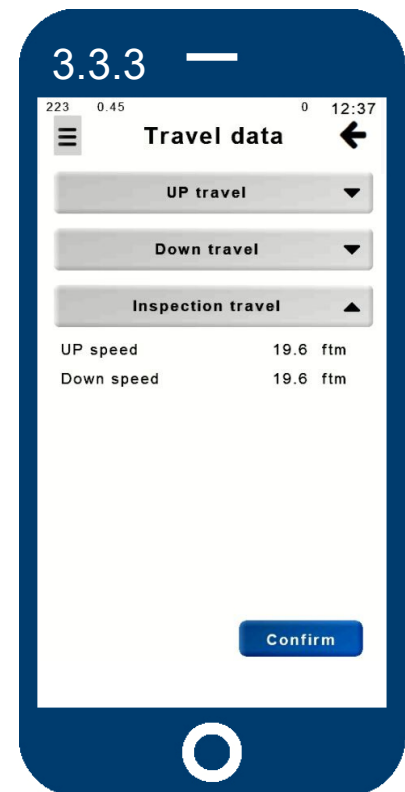 3.3.3
223 0.45 0 12:37
Travel data
UP travel
Down travel
Inspection travel
UP speed 19.6 ftm
Down speed 19.6 ftm
Confirm